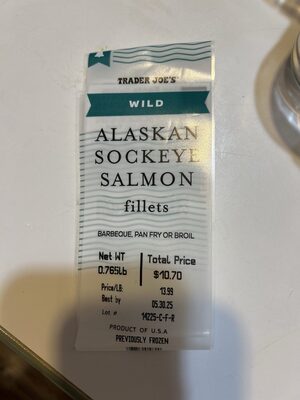 TRADER JOE'S
WILD
ALASKAN
SOCKEYE
SALMON
fillets
BARBEQUE, PAN FRY OR BROIL
Net WT Total Price
0.765lb $10.70
Price/LB: 13.99
Best by 05.30.25
Lot # 14225-C-F-R
PRODUCT OF U.S.A
PREVIOUSLY FROZEN